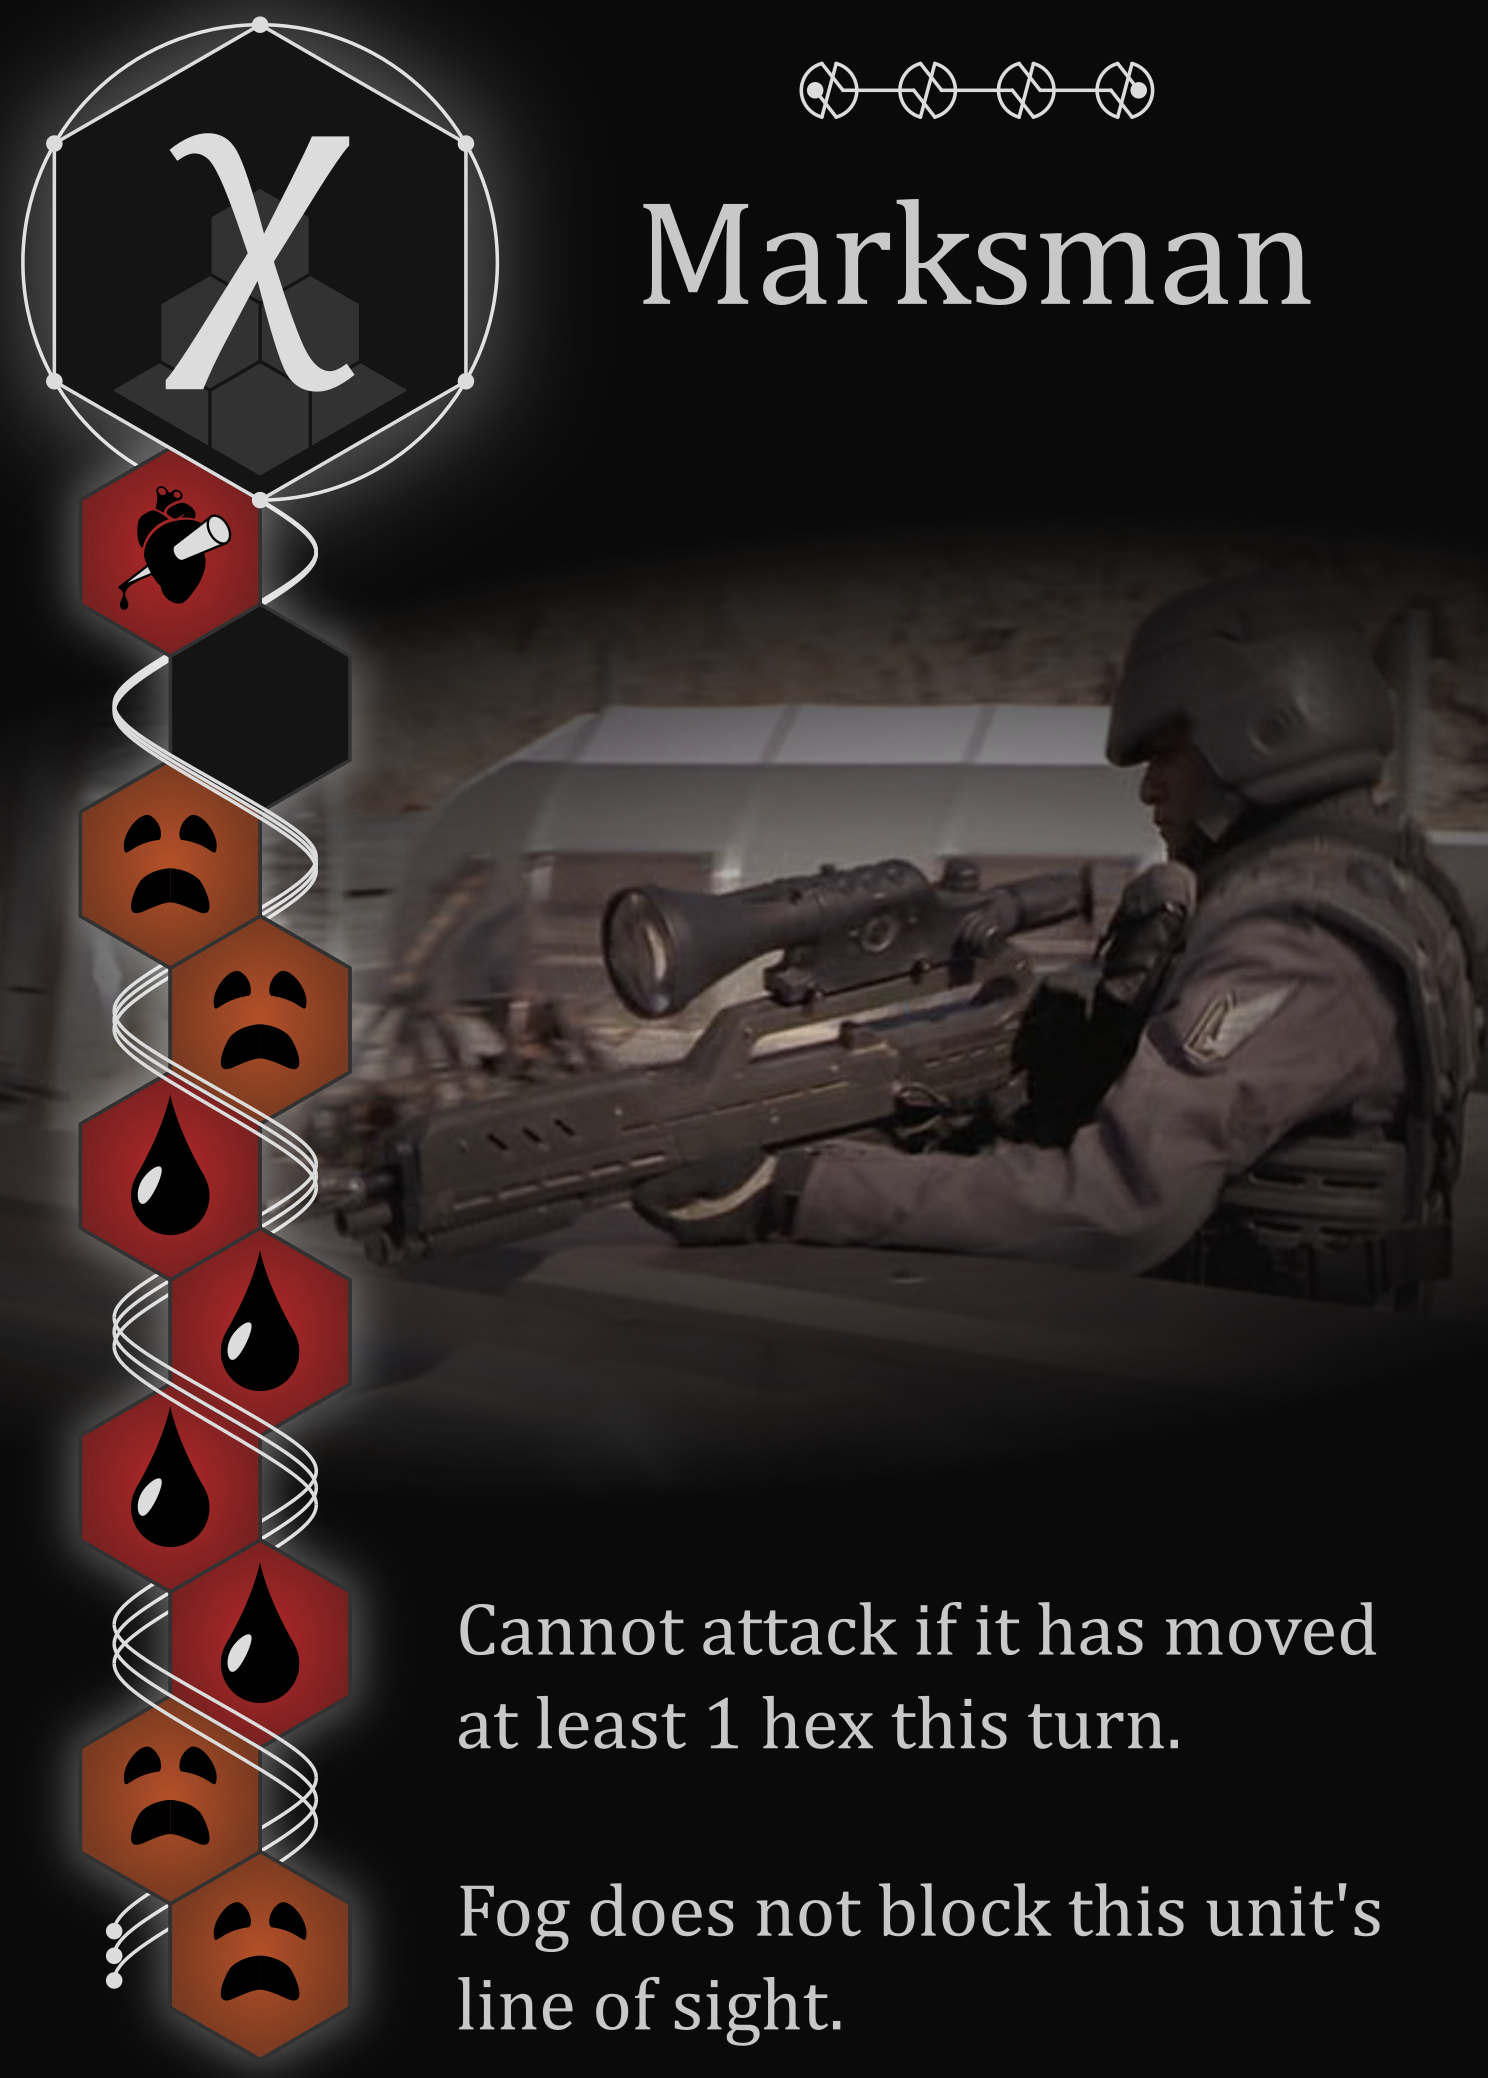 χ
Marksman
Cannot attack if it has moved
at least 1 hex this turn.
Fog does not block this unit's
line of sight.